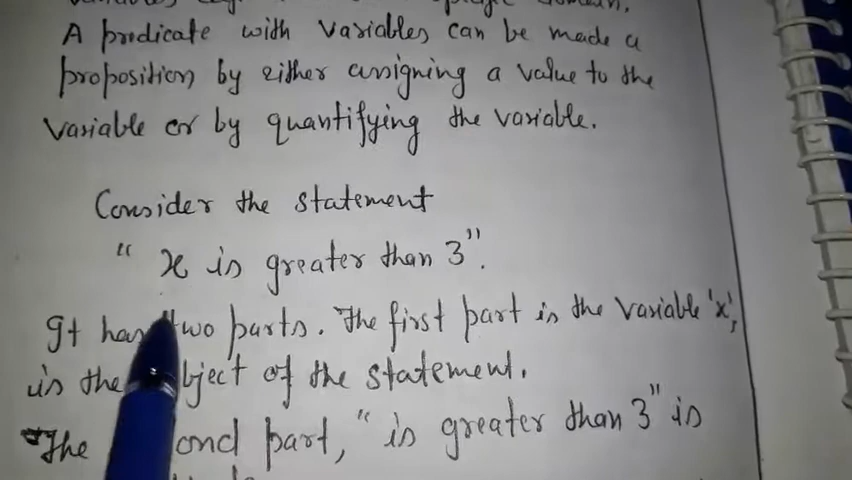 A predicate with variables can be made a
proposition by either assigning a value to the
variable or by quantifying the variable.
Consider the statement
" x is greater than 3".
It has two parts. The first part is the variable 'x',
is the of the statement.
The part, "is greater than 3" is